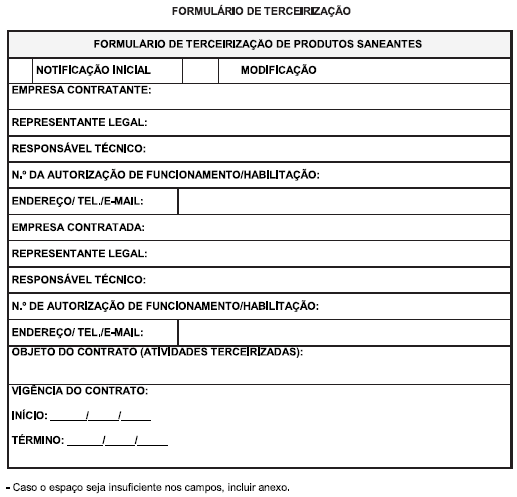 FORMULÁRIO DE TERCEIRIZAÇÃO
FORMULÁRIO DE TERCEIRIZAÇÃO DE PRODUTOS SANEANTES
NOTIFICAÇÃO INICIAL MODIFICAÇÃO
EMPRESA CONTRATANTE:
REPRESENTANTE LEGAL:
RESPONSÁVEL TÉCNICO:
N.º DA AUTORIZAÇÃO DE FUNCIONAMENTO/HABILITAÇÃO:
ENDEREÇO/ TEL./E-MAIL:
EMPRESA CONTRATADA:
REPRESENTANTE LEGAL:
RESPONSÁVEL TÉCNICO:
N.º DE AUTORIZAÇÃO DE FUNCIONAMENTO/HABILITAÇÃO:
ENDEREÇO/ TEL./E-MAIL:
OBJETO DO CONTRATO (ATIVIDADES TERCEIRIZADAS):
VIGÊNCIA DO CONTRATO:
INÍCIO: ______/_____/_____
TÉRMINO: ______/_____/_____
- Caso o espaço seja insuficiente nos campos, incluir anexo.